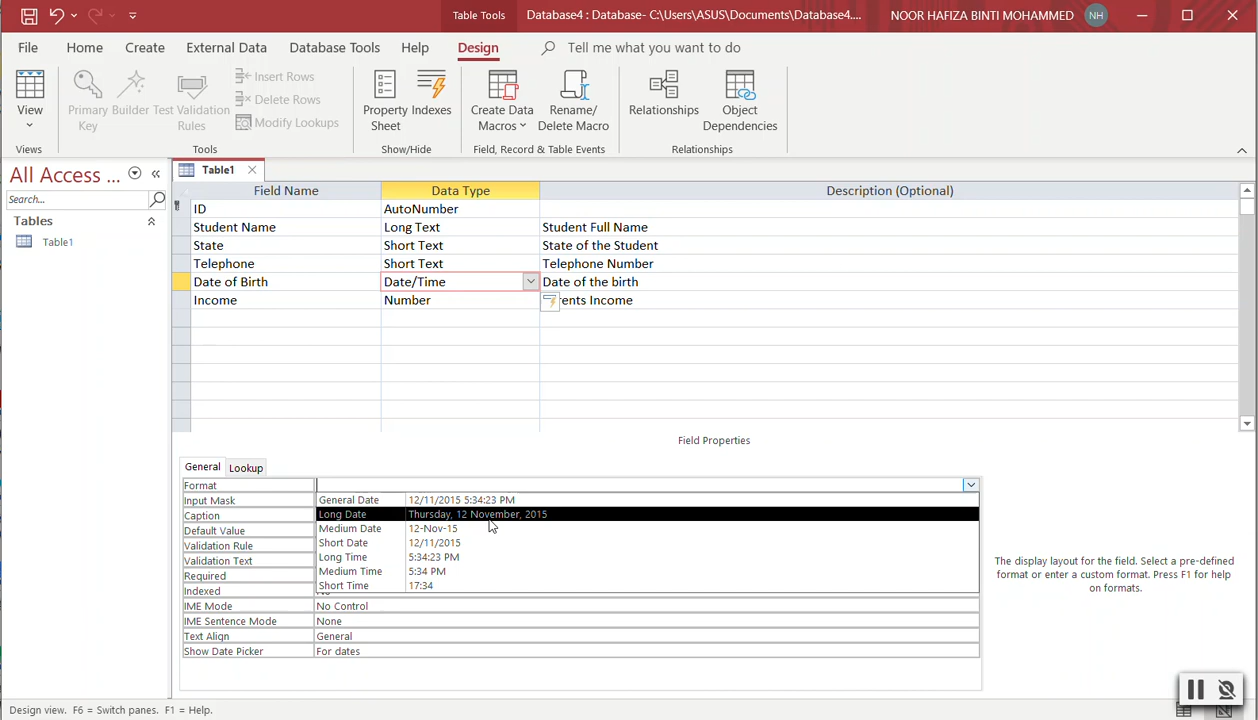 Table Tools
Database4 : Database- C:\Users\ASUS\Documents\Database4....
NOOR HAFIZA BINTI MOHAMMED
NH
File
Home
Create
External Data
Database Tools
Help
Design
Tell me what you want to do
View
Primary Key
Builder
Test Validation Rules
Insert Rows
Delete Rows
Modify Lookups
Property Sheet
Indexes
Create Data Macros
Rename/ Delete Macro
Relationships
Object Dependencies
Views
Tools
Show/Hide
Field, Record & Table Events
Relationships
All Access ...
Search...
Tables
Table1
Table1
Field Name Data Type Description (Optional)
ID AutoNumber
Student Name Long Text Student Full Name
State Short Text State of the Student
Telephone Short Text Telephone Number
Date of Birth Date/Time Date of the birth
Income Number ents Income
Field Properties
General
Lookup
Format
Input Mask
Caption
Default Value
Validation Rule
Validation Text
Required
Indexed
IME Mode No Control
IME Sentence Mode None
Text Align General
Show Date Picker For dates
General Date 12/11/2015 5:34:23 PM
Long Date Thursday, 12 November, 2015
Medium Date 12-Nov-15
Short Date 12/11/2015
Long Time 5:34:23 PM
Medium Time 5:34 PM
Short Time 17:34
The display layout for the field. Select a pre-defined
format or enter a custom format. Press F1 for help
on formats.
Design view. F6 = Switch panes. F1 = Help.